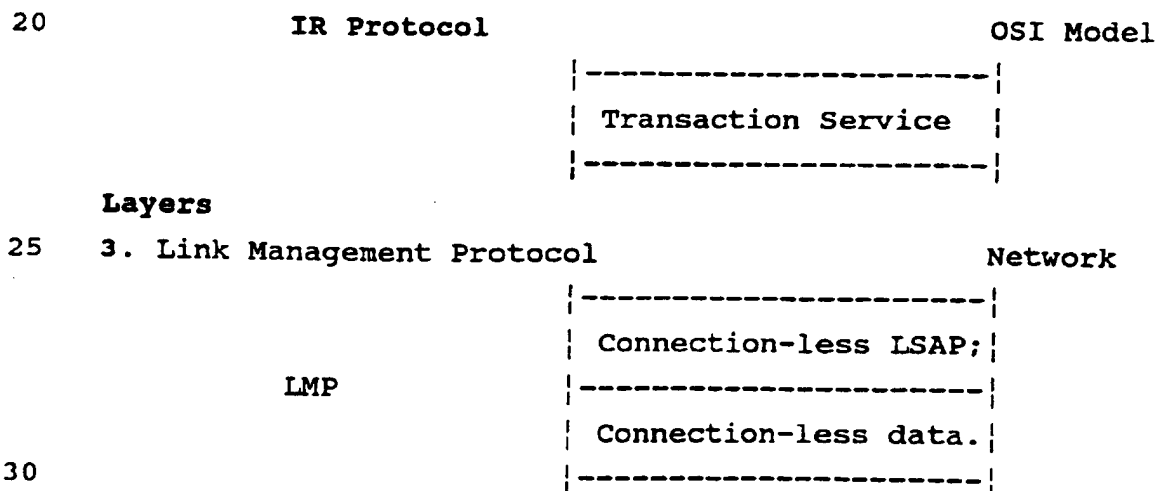 20 IR Protocol OSI Model
Transaction Service
Layers
25 3. Link Management Protocol Network
Connection-less LSAP;
LMP
Connection-less data.
30